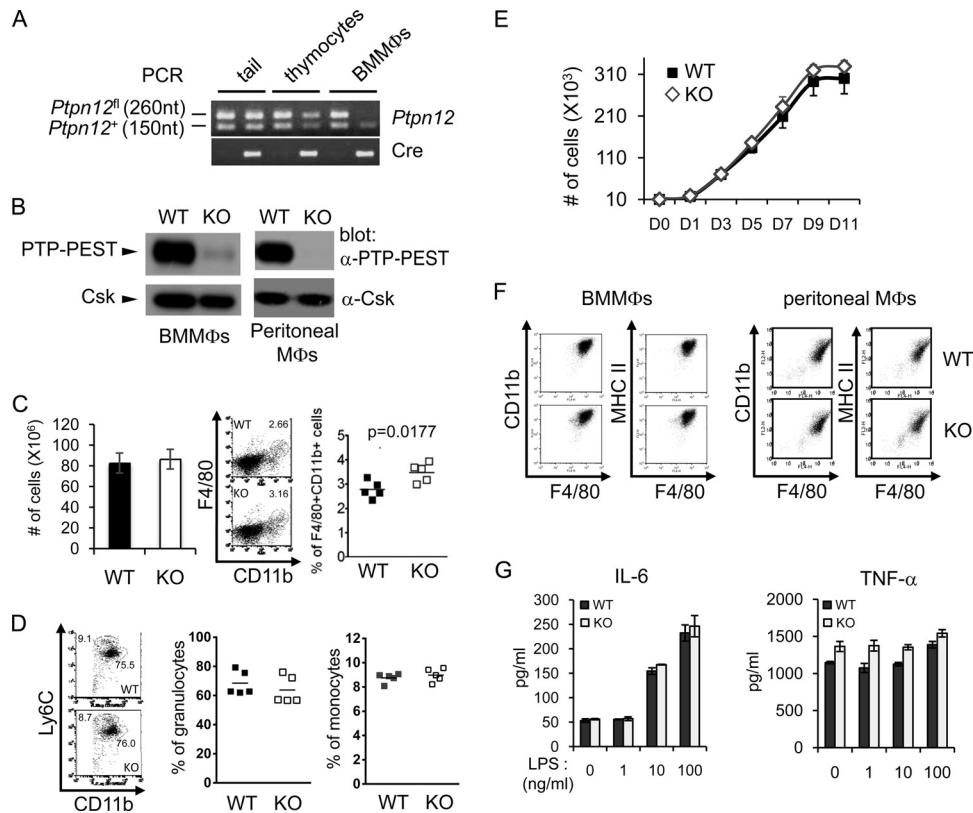 A
PCR
tail
thymocytes
BMMΦs
Ptpn12fl (260nt)
Ptpn12+ (150nt)
Ptpn12
Cre
B
WT KO
WT KO
PTP-PEST
blot:
α-PTP-PEST
Csk
α-Csk
BMMΦs
Peritoneal
MΦs
C
# of cells (X10⁶)
120
100
80
60
40
20
0
WT KO
F4/80
WT
2.66
KO
3.16
CD11b
% of F4/80+CD11b+ cells
p=0.0177
5
4
3
2
1
0
WT KO
D
Ly6C
9.1
75.5
WT
8.7
76.0
KO
CD11b
% of granulocytes
100
80
60
40
20
0
WT KO
% of monocytes
12
10
8
6
4
2
0
WT KO
E
# of cells (X10³)
310
210
110
10
WT
KO
D0 D1 D3 D5 D7 D9 D11
F
BMMΦs
peritoneal MΦs
CD11b
MHC II
CD11b
MHC II
WT
KO
F4/80
F4/80
F4/80
F4/80
G
IL-6
WT
KO
pg/ml
300
250
200
150
100
50
0
LPS :
(ng/ml)
0 1 10 100
TNF-α
WT
KO
pg/ml
2000
1500
1000
500
0
0 1 10 100